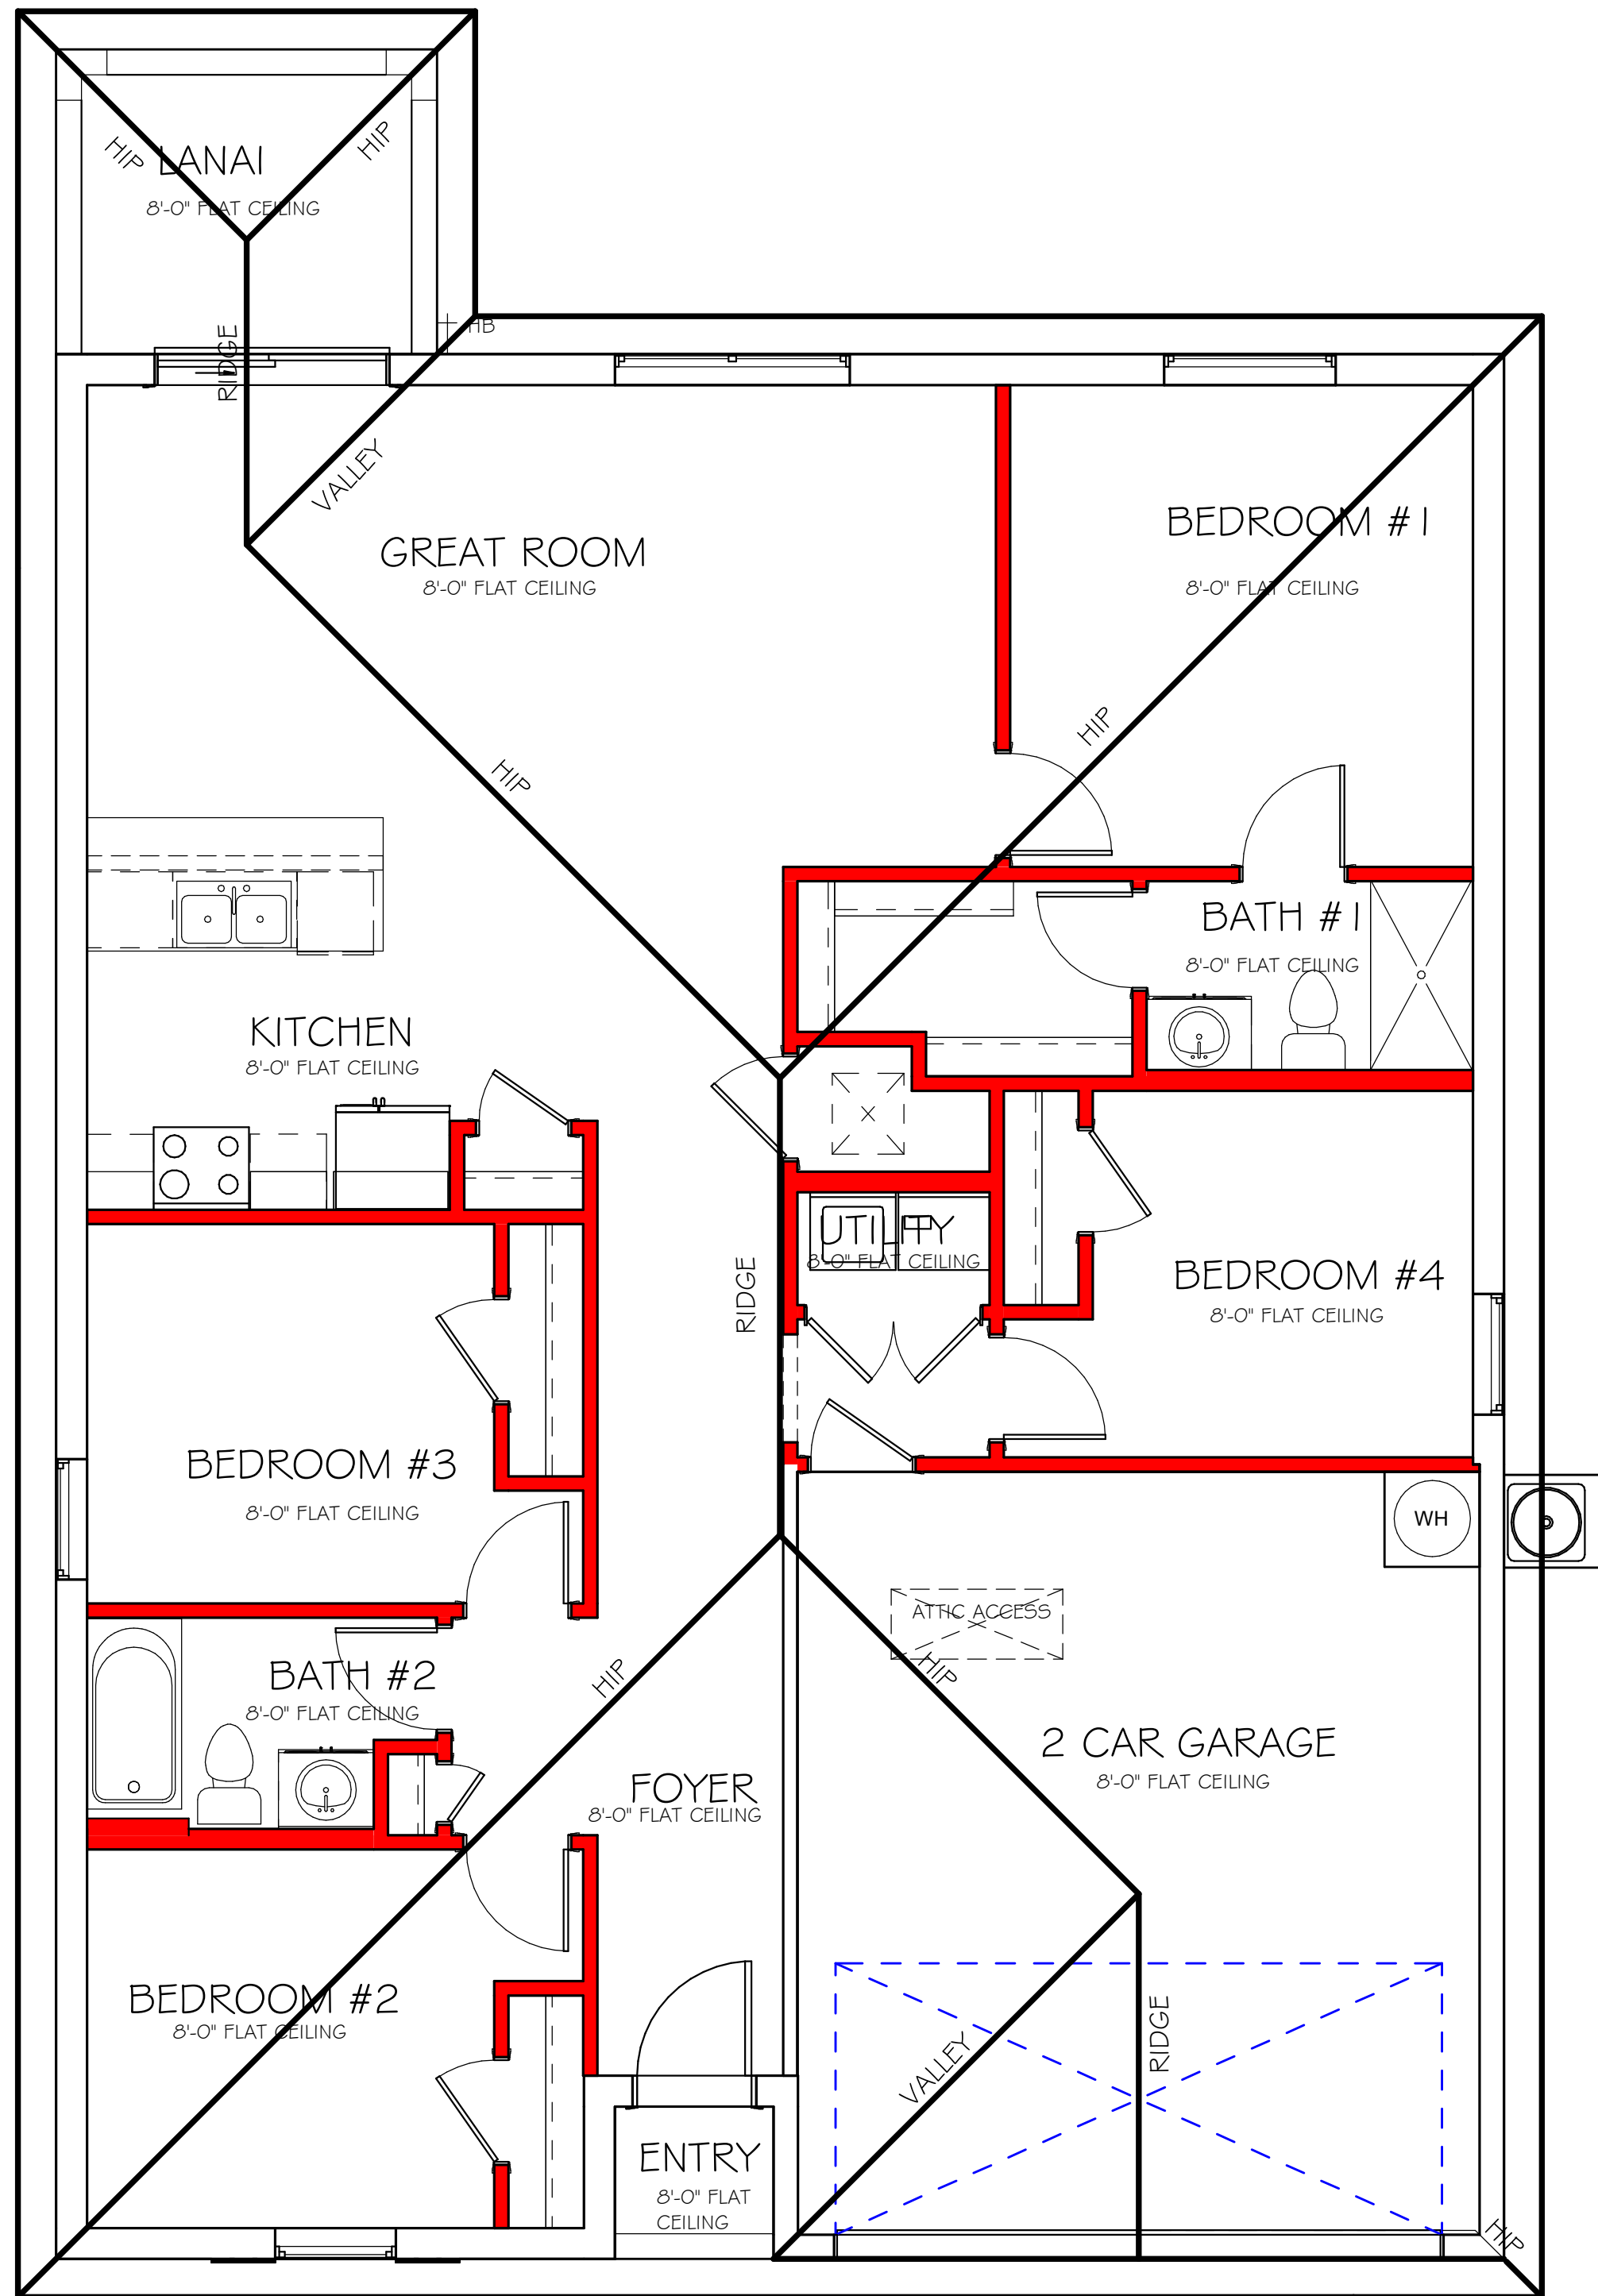 HIP
HIP
LANAI
8'-0" FLAT CEILING
RIDGE
HB
VALLEY
GREAT ROOM
8'-0" FLAT CEILING
BEDROOM #1
8'-0" FLAT CEILING
HIP
HIP
BATH #1
8'-0" FLAT CEILING
KITCHEN
8'-0" FLAT CEILING
UTILITY
8'-0" FLAT CEILING
RIDGE
BEDROOM #4
8'-0" FLAT CEILING
BEDROOM #3
8'-0" FLAT CEILING
WH
ATTIC ACCESS
HIP
HIP
BATH #2
8'-0" FLAT CEILING
2 CAR GARAGE
8'-0" FLAT CEILING
FOYER
8'-0" FLAT CEILING
BEDROOM #2
8'-0" FLAT CEILING
RIDGE
VALLEY
ENTRY
8'-0" FLAT
CEILING
HIP